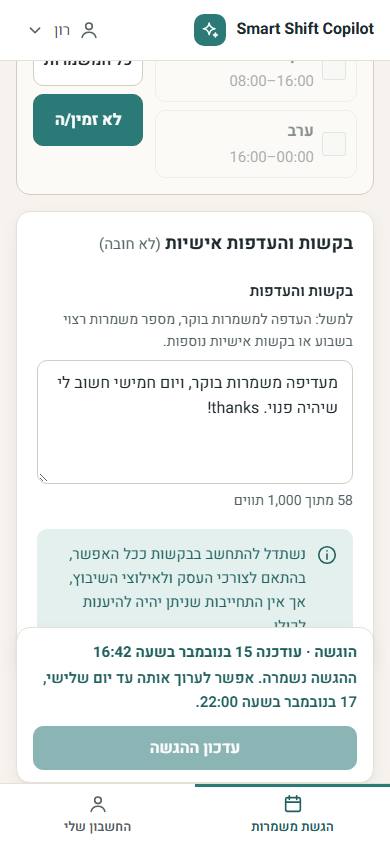 Smart Shift Copilot
רון
כל המשמרות
08:00–16:00
לא זמין/ה
ערב
16:00–00:00
בקשות והעדפות אישיות (לא חובה)
בקשות והעדפות
למשל: העדפה למשמרות בוקר, מספר משמרות רצוי
בשבוע או בקשות אישיות נוספות.
מעדיפה משמרות בוקר, ויום חמישי חשוב לי
שיהיה פנוי. thanks!
58 מתוך 1,000 תווים
נשתדל להתחשב בבקשות ככל האפשר,
בהתאם לצורכי העסק ולאילוצי השיבוץ,
אך אין התחייבות שניתן יהיה להיענות
לכולן.
הוגשה · עודכנה 15 בנובמבר בשעה 16:42
ההגשה נשמרה. אפשר לערוך אותה עד יום שלישי,
17 בנובמבר בשעה 22:00.
עדכון ההגשה
הגשת משמרות
החשבון שלי